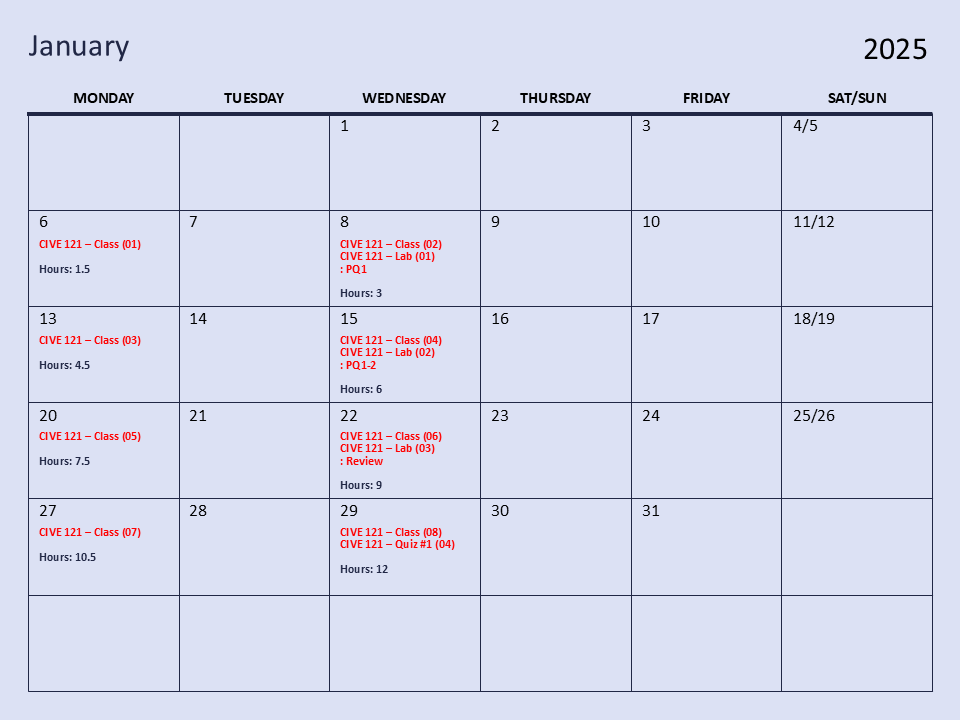 January
2025
MONDAY
TUESDAY
WEDNESDAY
THURSDAY
FRIDAY
SAT/SUN
1
2
3
4/5
6
CIVE 121 – Class (01)
Hours: 1.5
7
8
CIVE 121 – Class (02)
CIVE 121 – Lab (01)
: PQ1
Hours: 3
9
10
11/12
13
CIVE 121 – Class (03)
Hours: 4.5
14
15
CIVE 121 – Class (04)
CIVE 121 – Lab (02)
: PQ1-2
Hours: 6
16
17
18/19
20
CIVE 121 – Class (05)
Hours: 7.5
21
22
CIVE 121 – Class (06)
CIVE 121 – Lab (03)
: Review
Hours: 9
23
24
25/26
27
CIVE 121 – Class (07)
Hours: 10.5
28
29
CIVE 121 – Class (08)
CIVE 121 – Quiz #1 (04)
Hours: 12
30
31